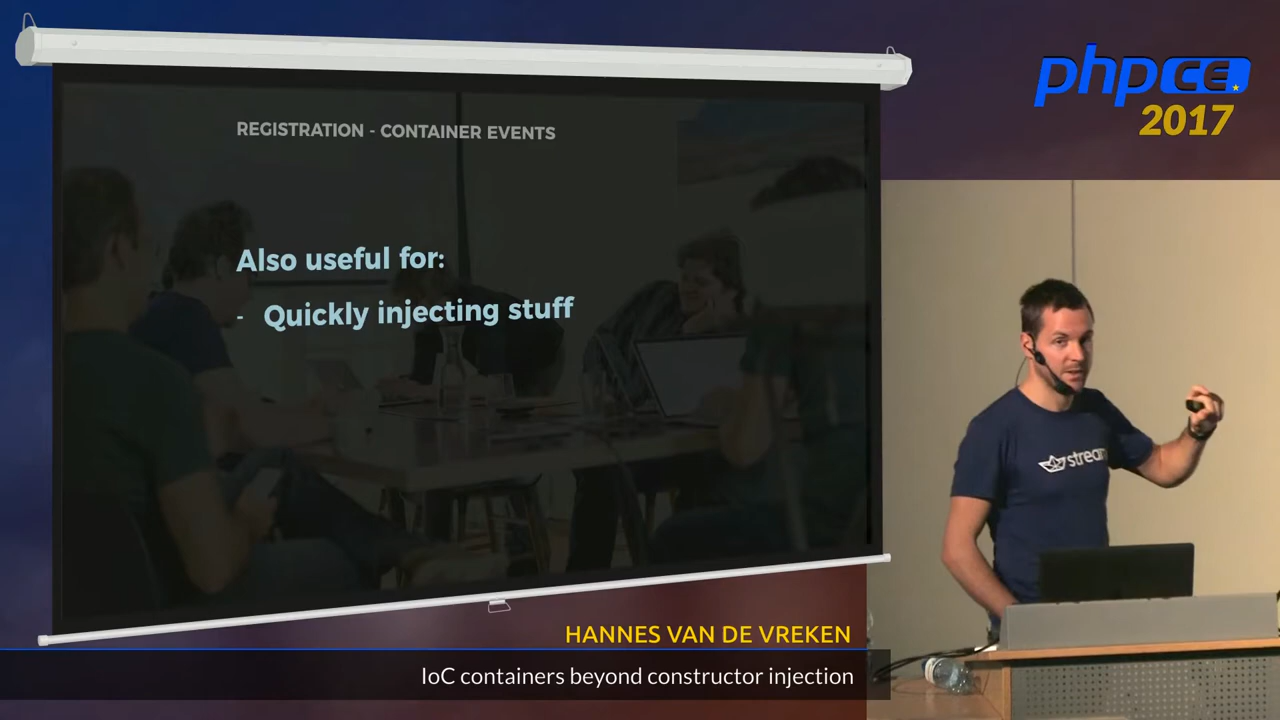 phpCE
2017
REGISTRATION - CONTAINER EVENTS
Also useful for:
- Quickly injecting stuff
stream
HANNES VAN DE VREKEN
IoC containers beyond constructor injection